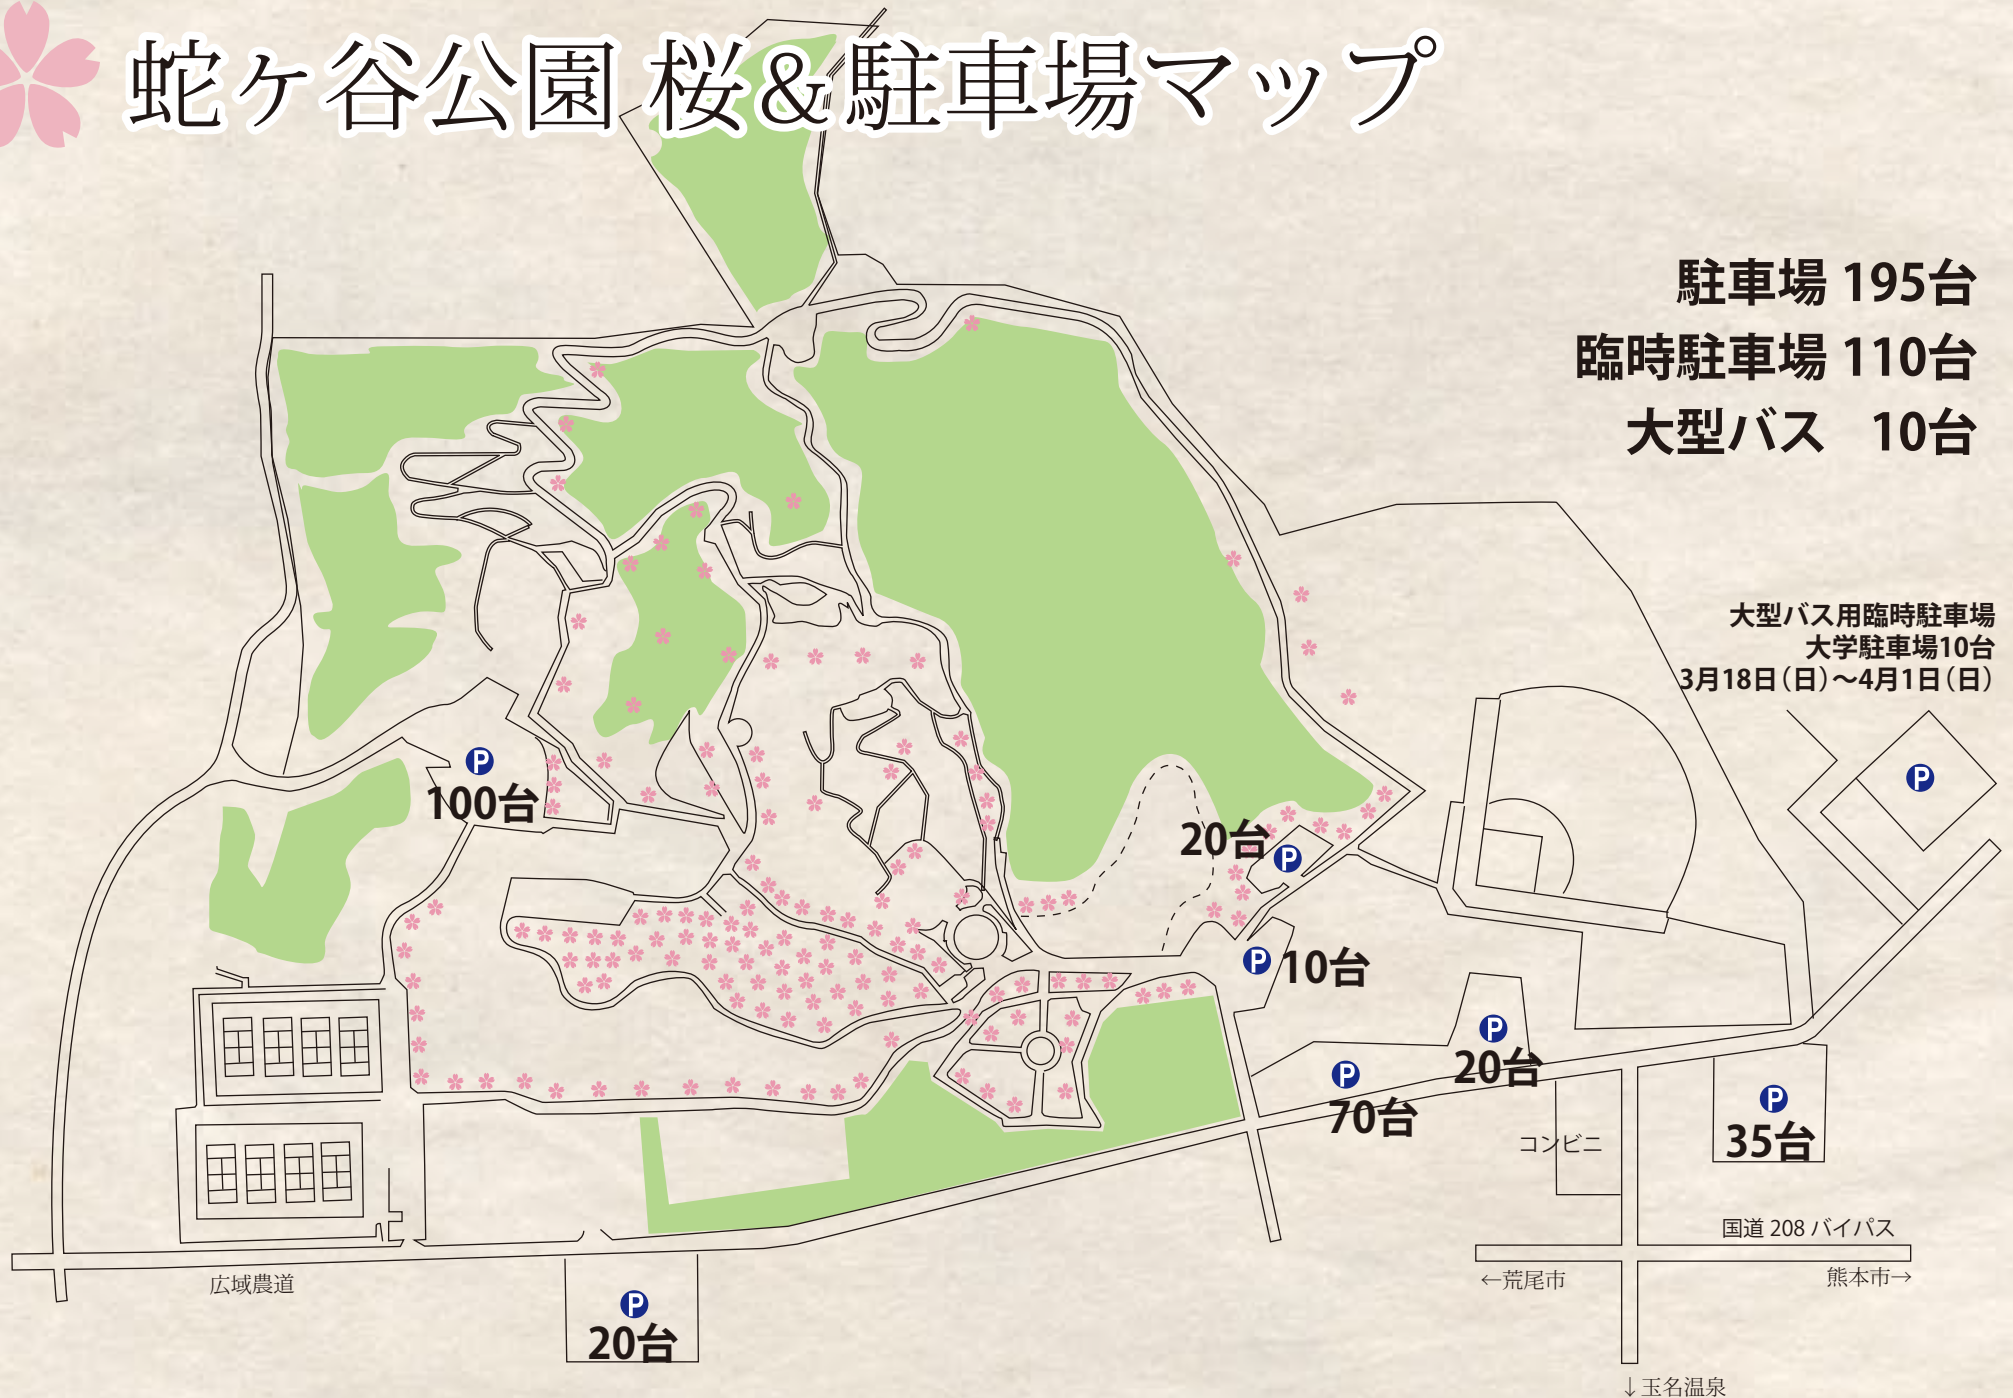 蛇ヶ谷公園 桜&駐車場マップ
駐車場 195台
臨時駐車場 110台
大型バス 10台
大型バス用臨時駐車場
大学駐車場10台
3月18日（日）～4月1日（日）
P
P
100台
20台
P
P
10台
P
20台
P
70台
P
35台
コンビニ
国道 208 バイパス
←荒尾市
熊本市→
広域農道
P
20台
↓玉名温泉